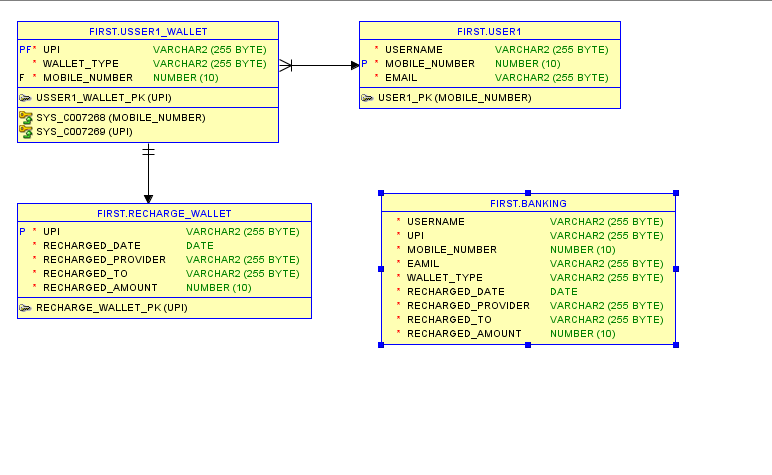 FIRST.USSER1_WALLET
PF* UPI VARCHAR2 (255 BYTE)
* WALLET_TYPE VARCHAR2 (255 BYTE)
F * MOBILE_NUMBER NUMBER (10)
USSER1_WALLET_PK (UPI)
SYS_C007268 (MOBILE_NUMBER)
SYS_C007269 (UPI)
FIRST.USER1
* USERNAME VARCHAR2 (255 BYTE)
P * MOBILE_NUMBER NUMBER (10)
* EMAIL VARCHAR2 (255 BYTE)
USER1_PK (MOBILE_NUMBER)
FIRST.RECHARGE_WALLET
P * UPI VARCHAR2 (255 BYTE)
* RECHARGED_DATE DATE
* RECHARGED_PROVIDER VARCHAR2 (255 BYTE)
* RECHARGED_TO VARCHAR2 (255 BYTE)
* RECHARGED_AMOUNT NUMBER (10)
RECHARGE_WALLET_PK (UPI)
FIRST.BANKING
* USERNAME VARCHAR2 (255 BYTE)
* UPI VARCHAR2 (255 BYTE)
* MOBILE_NUMBER NUMBER (10)
* EAMIL VARCHAR2 (255 BYTE)
* WALLET_TYPE VARCHAR2 (255 BYTE)
* RECHARGED_DATE DATE
* RECHARGED_PROVIDER VARCHAR2 (255 BYTE)
* RECHARGED_TO VARCHAR2 (255 BYTE)
* RECHARGED_AMOUNT NUMBER (10)